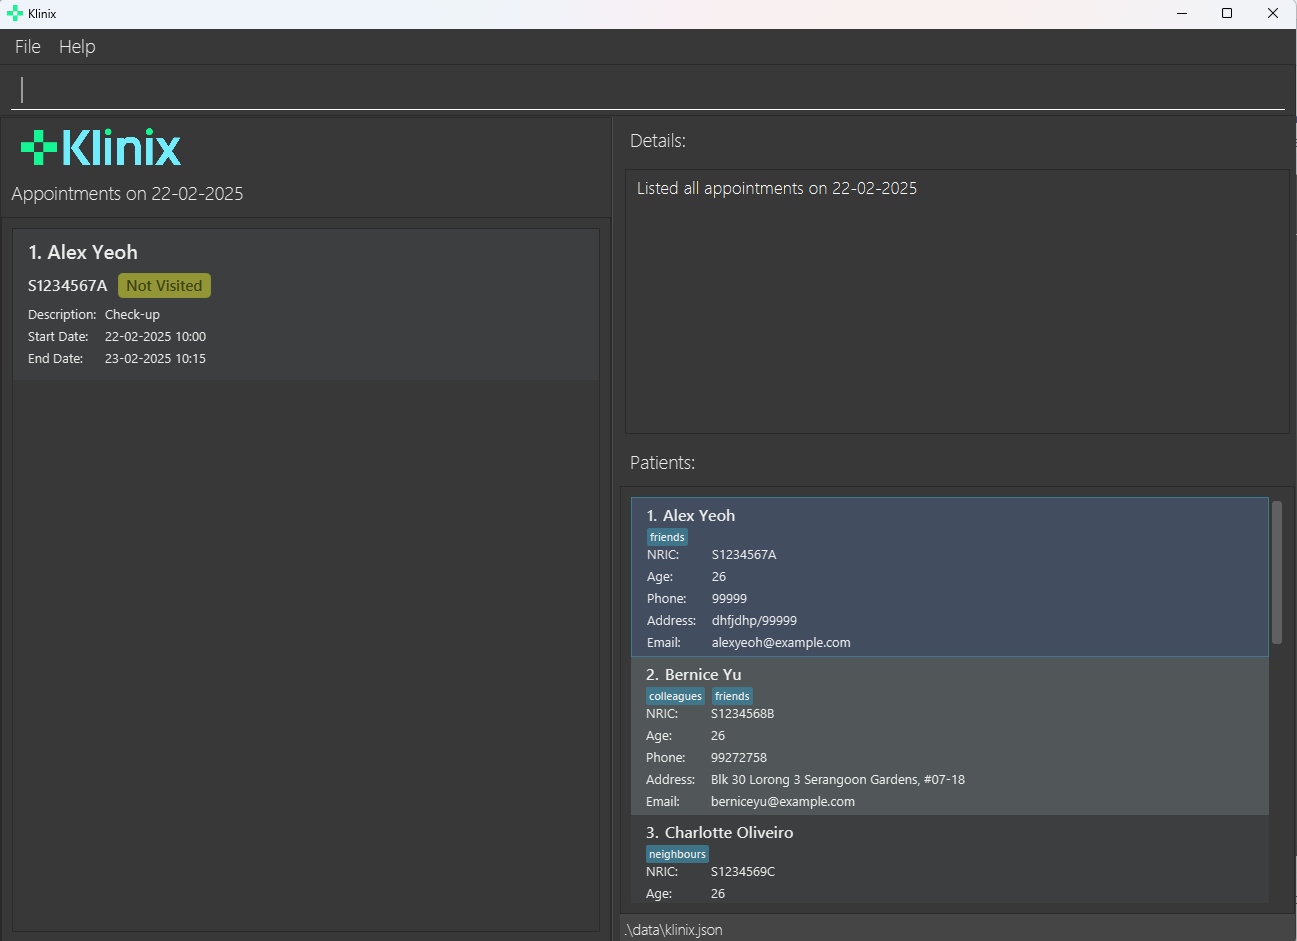 Klinix
File Help
Klinix
Appointments on 22-02-2025
1. Alex Yeoh
S1234567A Not Visited
Description: Check-up
Start Date: 22-02-2025 10:00
End Date: 23-02-2025 10:15
Details:
Listed all appointments on 22-02-2025
Patients:
1. Alex Yeoh
friends
NRIC: S1234567A
Age: 26
Phone: 99999
Address: dhfjdhp/99999
Email: alexyeoh@example.com
2. Bernice Yu
colleagues friends
NRIC: S1234568B
Age: 26
Phone: 99272758
Address: Blk 30 Lorong 3 Serangoon Gardens, #07-18
Email: berniceyu@example.com
3. Charlotte Oliveiro
neighbours
NRIC: S1234569C
Age: 26
.\data\klinix.json